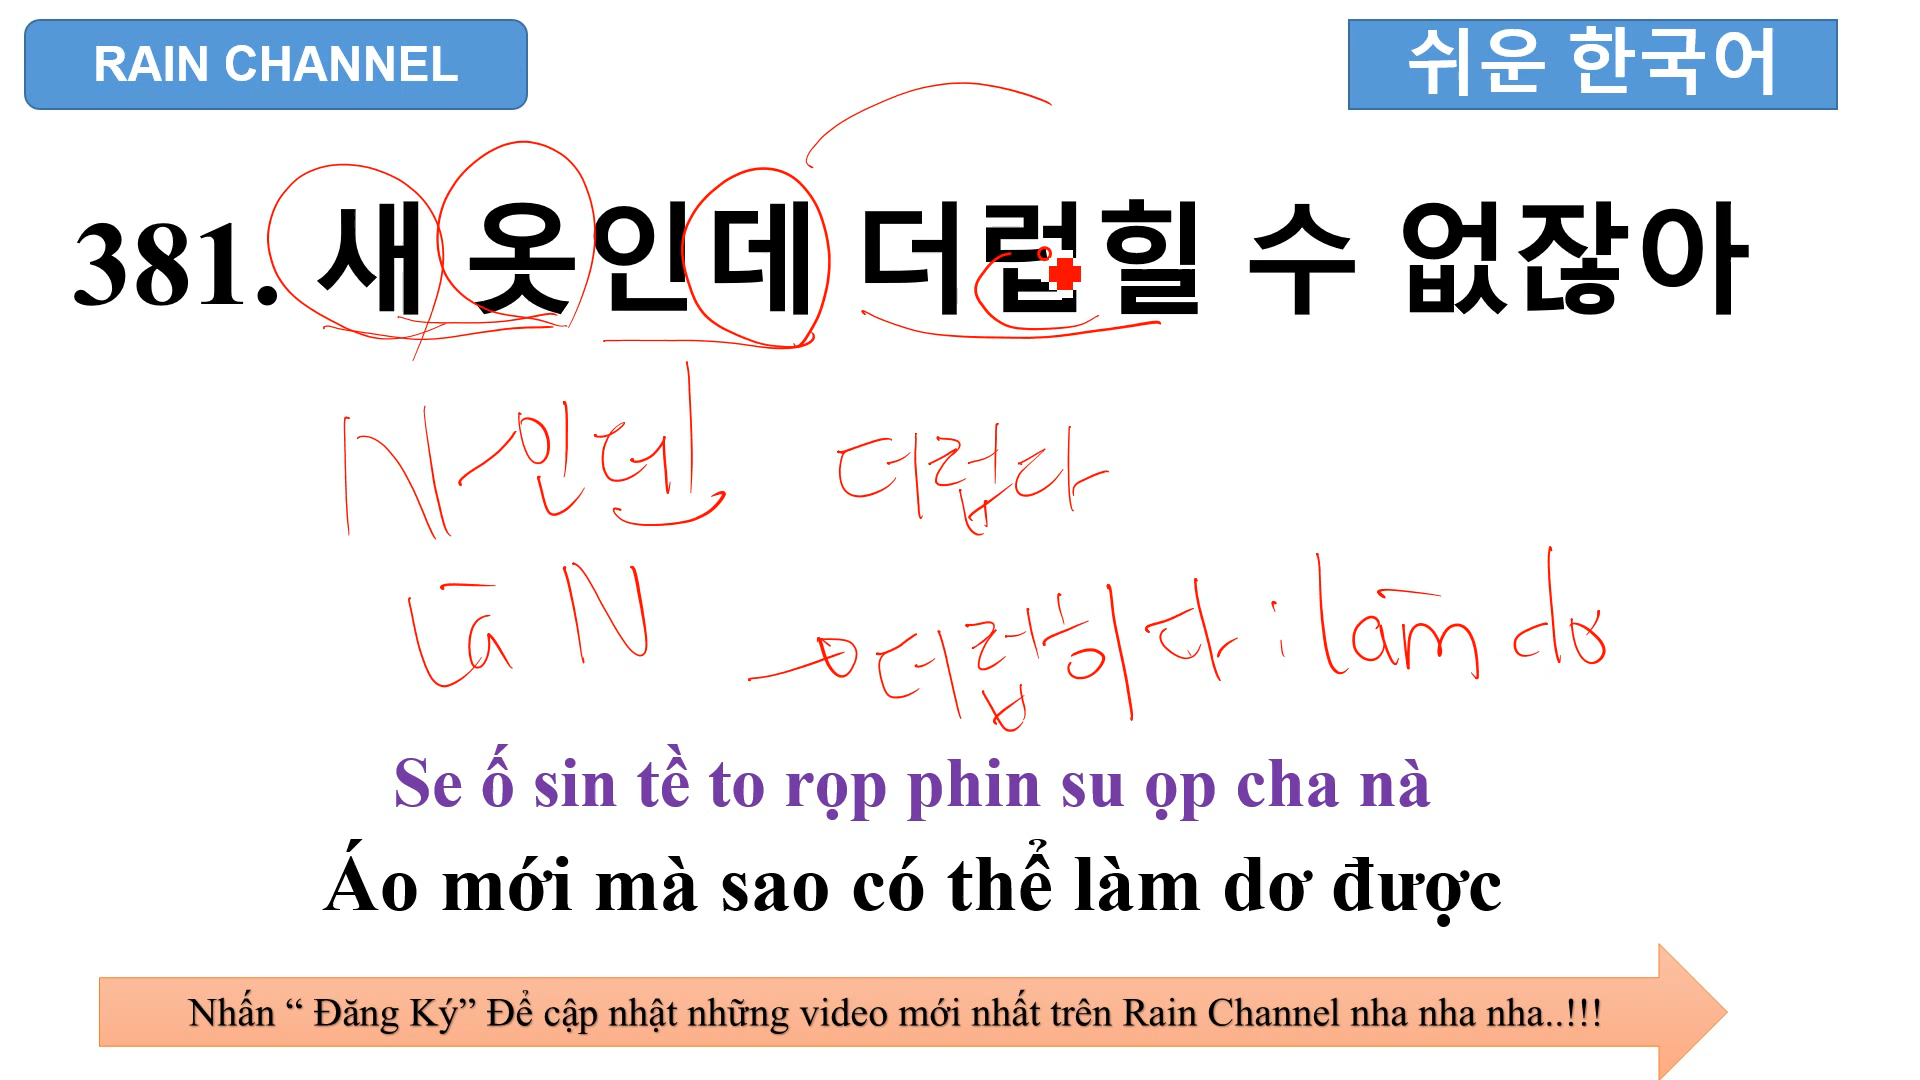 RAIN CHANNEL
쉬운 한국어
381. 새 옷인데 더럽힐 수 없잖아
N인데
더럽다
là N
더럽히다 : làm dơ
Se ố sin tề to rọp phin su ọp cha nà
Áo mới mà sao có thể làm dơ được
Nhấn “ Đăng Ký” Để cập nhật những video mới nhất trên Rain Channel nha nha nha..!!!